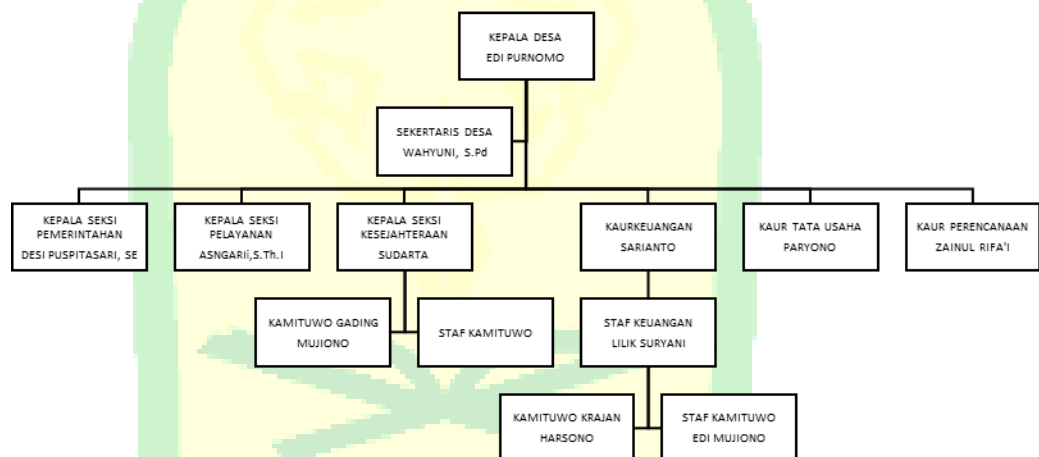 KEPALA DESA
EDI PURNOMO
SEKERTARIS DESA
WAHYUNI, S.Pd
KEPALA SEKSI
PEMERINTAHAN
DESI PUSPITASARI, SE
KEPALA SEKSI
PELAYANAN
ASNGARIi,S.Th.I
KEPALA SEKSI
KESEJAHTERAAN
SUDARTA
KAURKEUANGAN
SARIANTO
KAUR TATA USAHA
PARYONO
KAUR PERENCANAAN
ZAINUL RIFA'I
KAMITUWO GADING
MUJIONO
STAF KAMITUWO
STAF KEUANGAN
LILIK SURYANI
KAMITUWO KRAJAN
HARSONO
STAF KAMITUWO
EDI MUJIONO